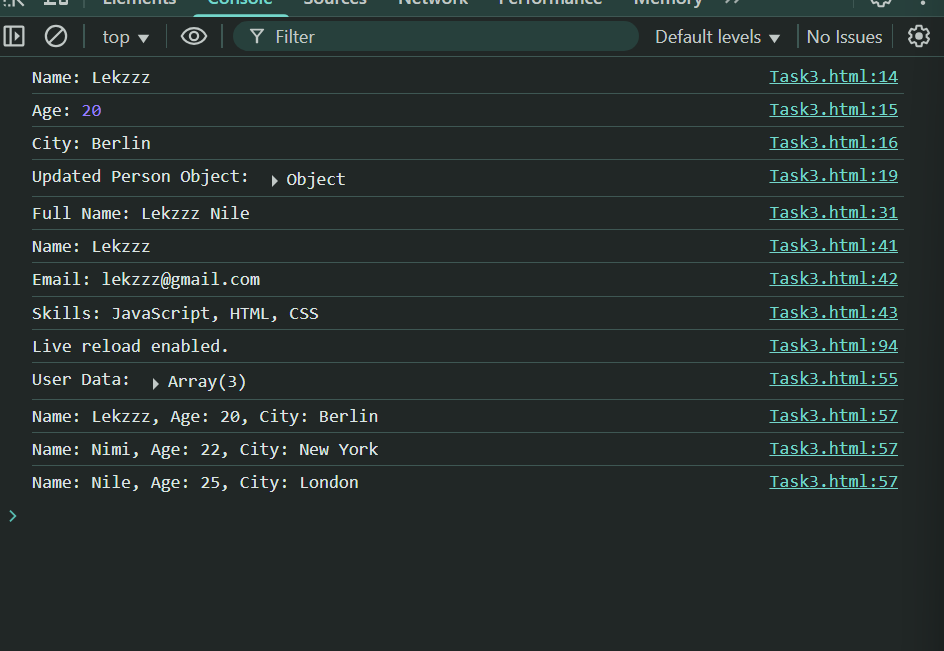 Elements Console Sources Network Performance Memory
top Filter Default levels No Issues
Name: Lekzzz Task3.html:14
Age: 20 Task3.html:15
City: Berlin Task3.html:16
Updated Person Object: Object Task3.html:19
Full Name: Lekzzz Nile Task3.html:31
Name: Lekzzz Task3.html:41
Email: lekzzz@gmail.com Task3.html:42
Skills: JavaScript, HTML, CSS Task3.html:43
Live reload enabled. Task3.html:94
User Data: Array(3) Task3.html:55
Name: Lekzzz, Age: 20, City: Berlin Task3.html:57
Name: Nimi, Age: 22, City: New York Task3.html:57
Name: Nile, Age: 25, City: London Task3.html:57